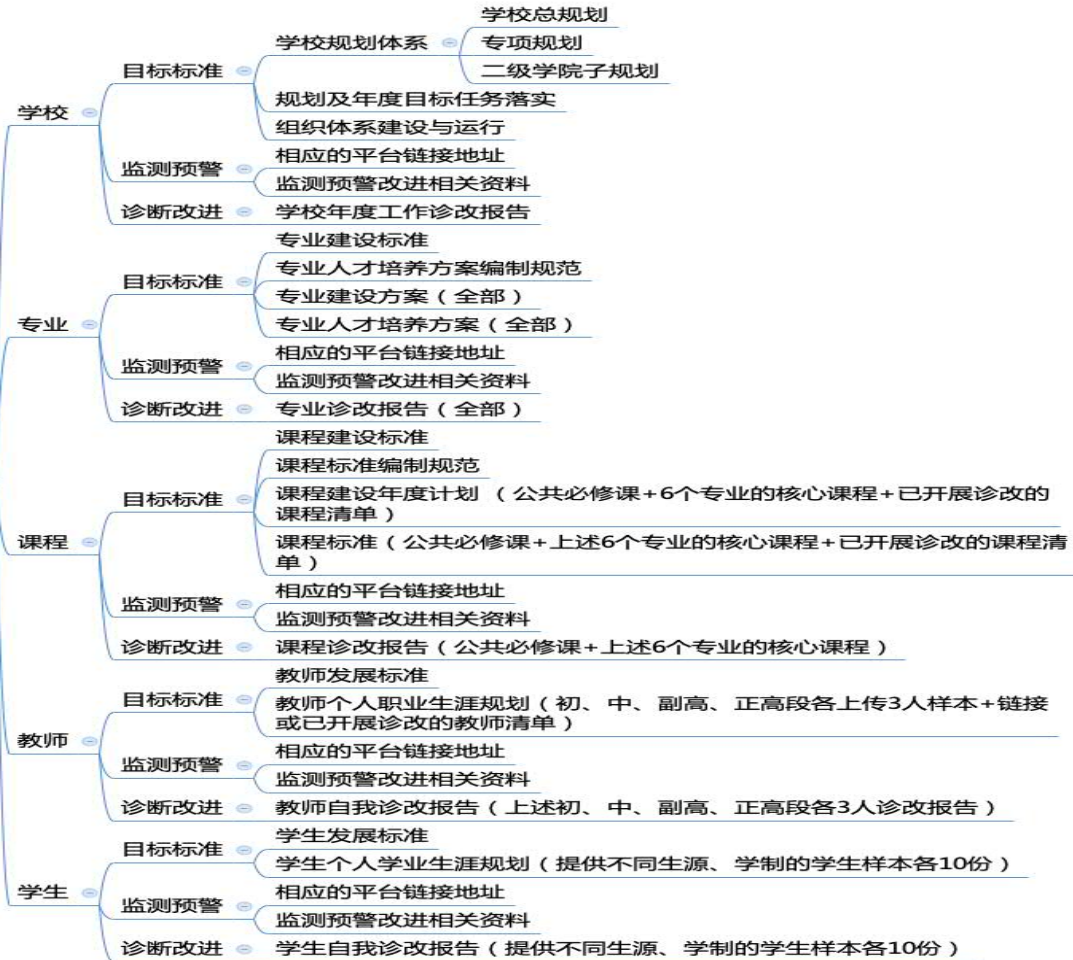 学校总规划
学校规划体系
专项规划
目标标准
二级学院子规划
规划及年度目标任务落实
学校
组织体系建设与运行
相应的平台链接地址
监测预警
监测预警改进相关资料
诊断改进
学校年度工作诊改报告
专业建设标准
专业人才培养方案编制规范
目标标准
专业建设方案（全部）
专业
专业人才培养方案（全部）
相应的平台链接地址
监测预警
监测预警改进相关资料
诊断改进
专业诊改报告（全部）
课程建设标准
课程标准编制规范
目标标准
课程建设年度计划 （公共必修课+6个专业的核心课程+已开展诊改的
课程清单）
课程
课程标准（公共必修课+上述6个专业的核心课程+已开展诊改的课程清
单）
相应的平台链接地址
监测预警
监测预警改进相关资料
诊断改进
课程诊改报告（公共必修课+上述6个专业的核心课程）
教师发展标准
目标标准
教师个人职业生涯规划（初、中、副高、正高段各上传3人样本+链接
或已开展诊改的教师清单）
教师
相应的平台链接地址
监测预警
监测预警改进相关资料
诊断改进
教师自我诊改报告（上述初、中、副高、正高段各3人诊改报告）
学生发展标准
目标标准
学生个人学业生涯规划（提供不同生源、学制的学生样本各10份）
学生
相应的平台链接地址
监测预警
监测预警改进相关资料
诊断改进
学生自我诊改报告（提供不同生源、学制的学生样本各10份）